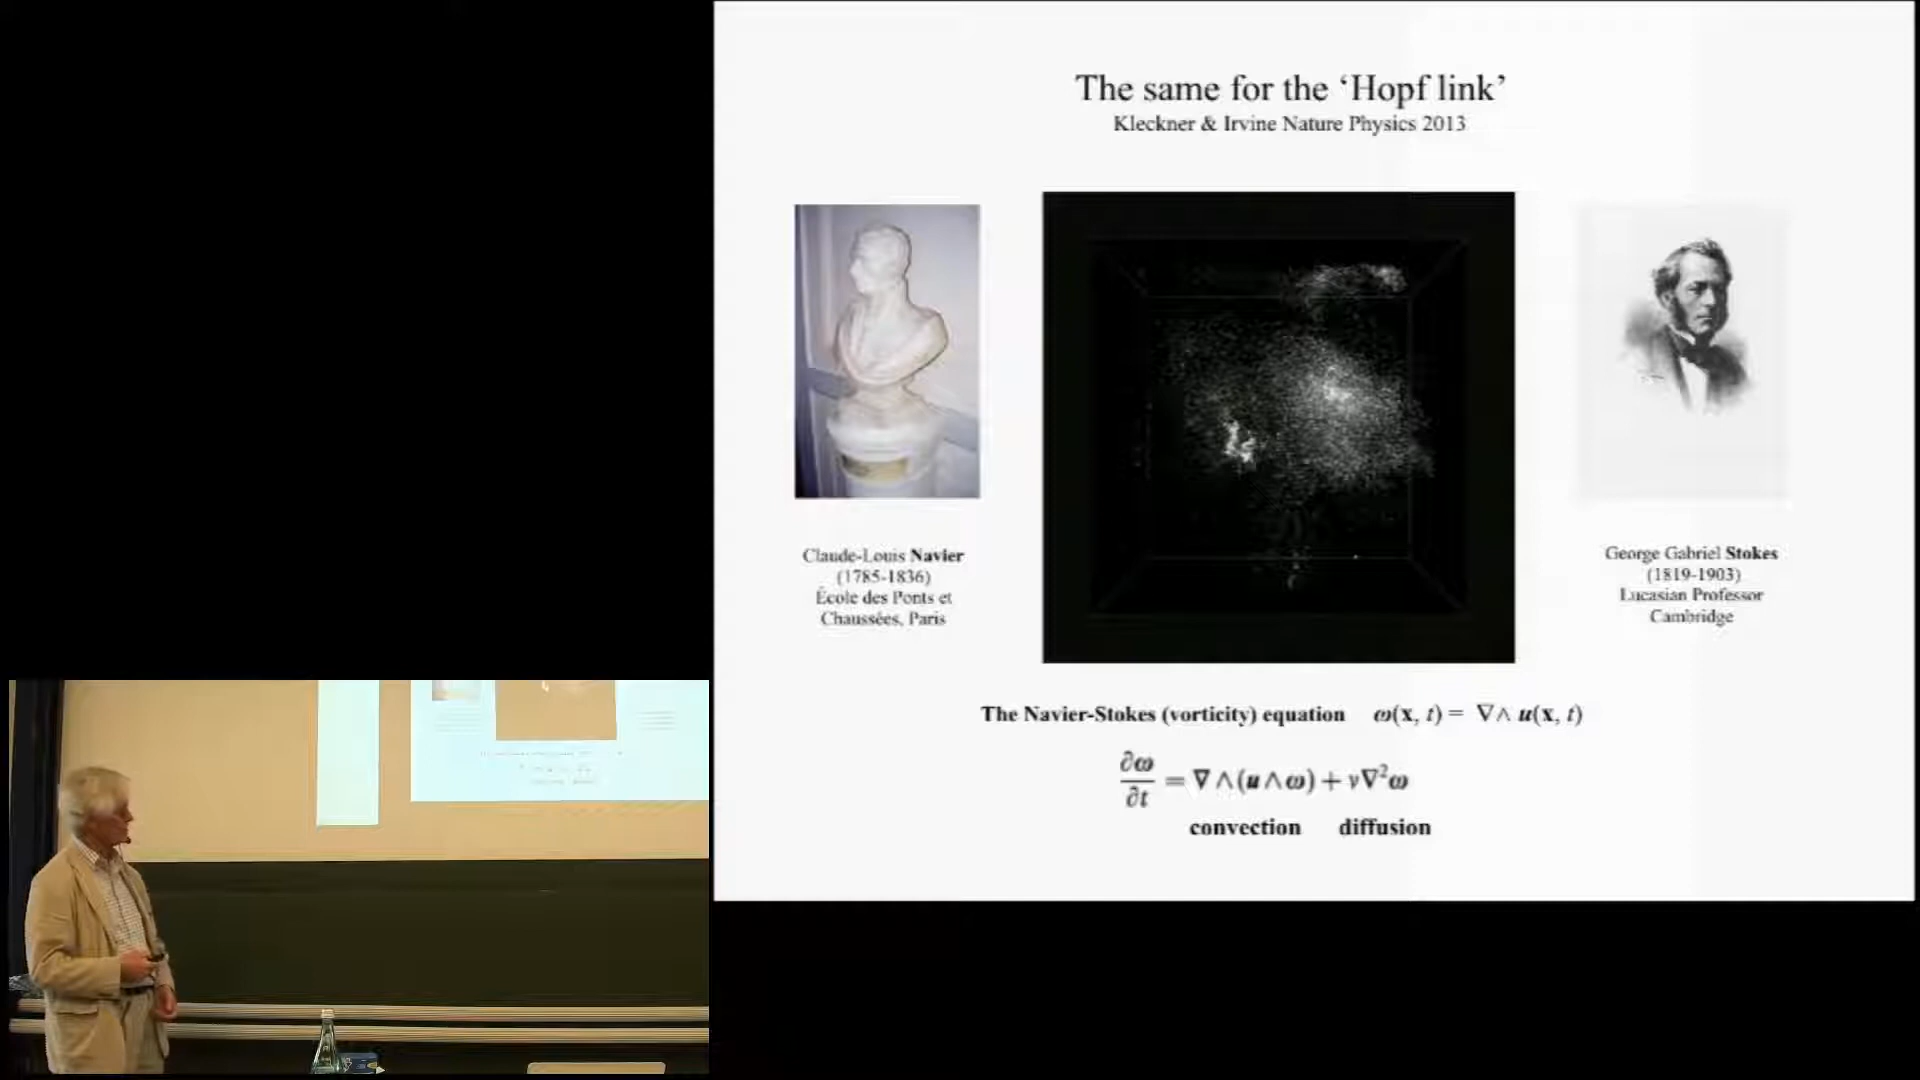 The same for the ‘Hopf link’
Kleckner & Irvine Nature Physics 2013
Claude-Louis Navier
(1785-1836)
École des Ponts et
Chaussées, Paris
George Gabriel Stokes
(1819-1903)
Lucasian Professor
Cambridge
The Navier-Stokes (vorticity) equation ω(x, t) = ∇∧ u(x, t)
∂ω/∂t = ∇∧(u∧ω) + ν∇²ω
convection diffusion